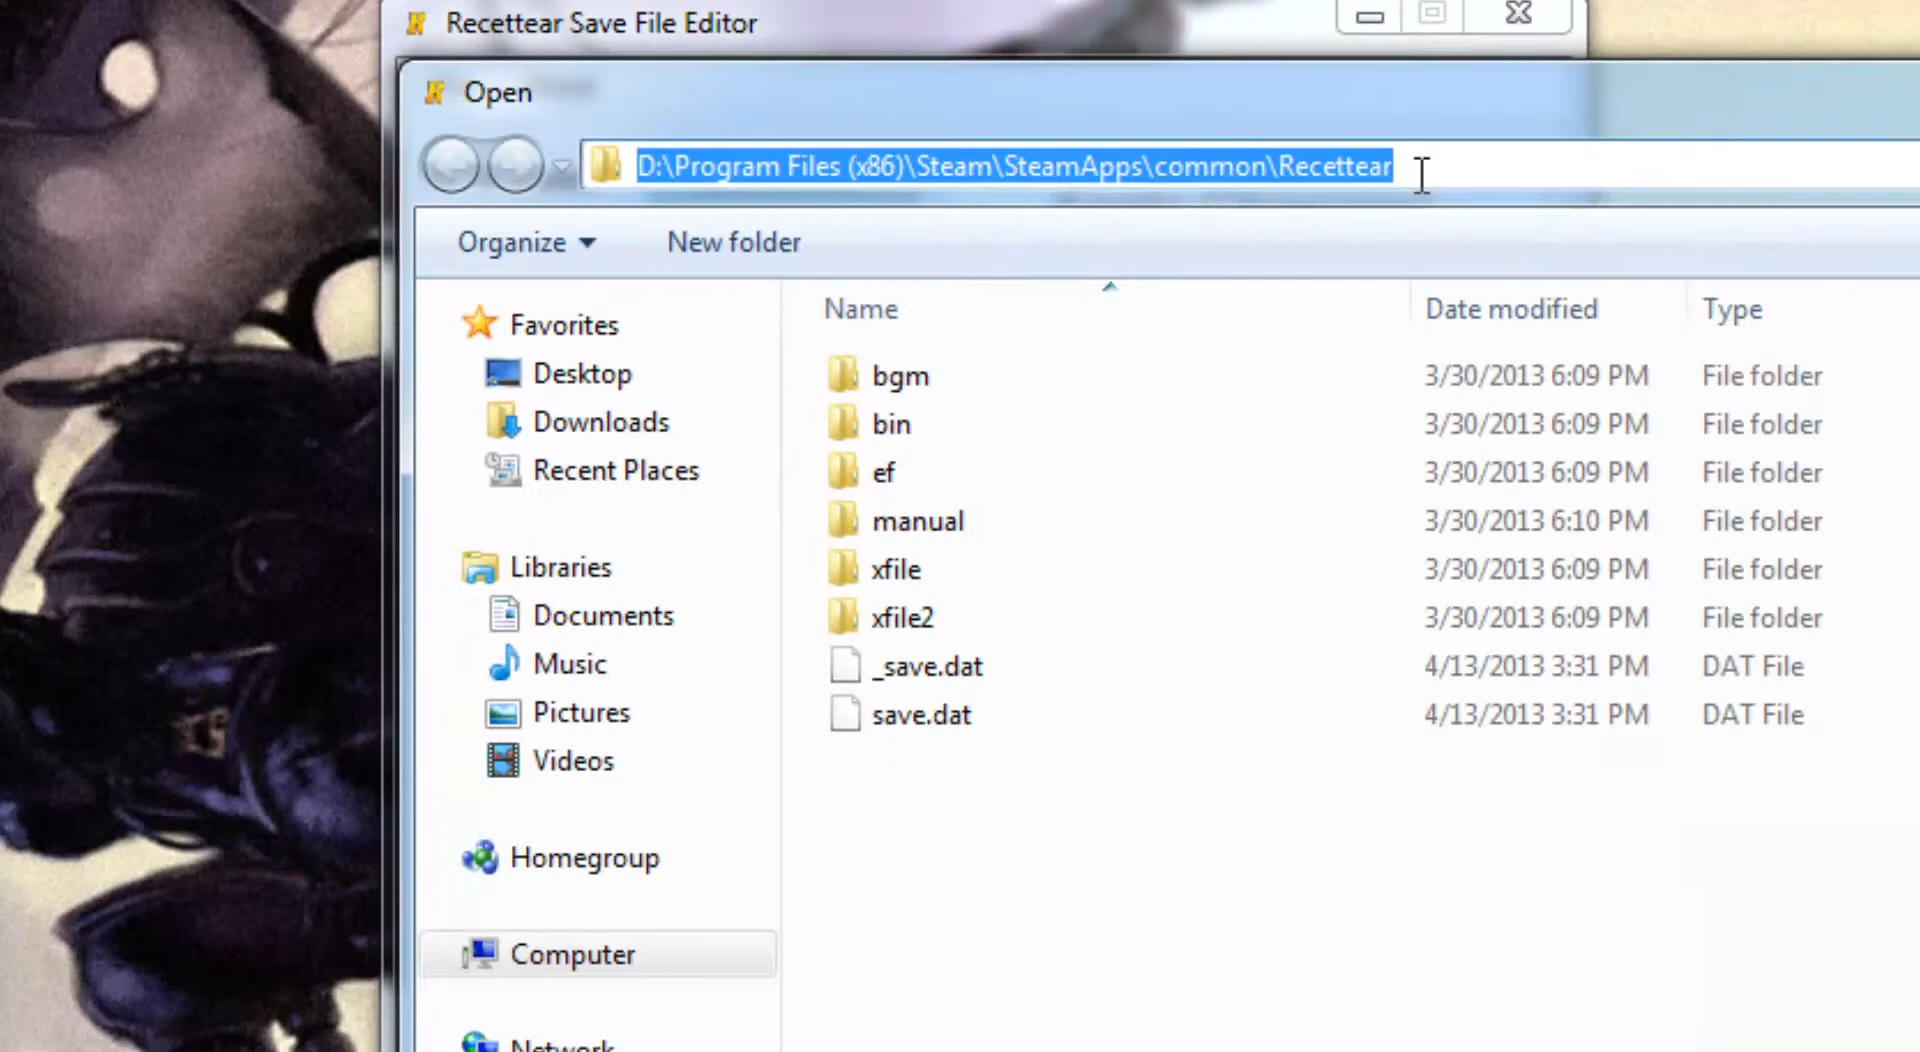 Recettear Save File Editor
Open
D:\Program Files (x86)\Steam\SteamApps\common\Recettear
Organize
New folder
Name
Date modified
Type
Favorites
Desktop
Downloads
Recent Places
Libraries
Documents
Music
Pictures
Videos
Homegroup
Computer
Network
bgm 3/30/2013 6:09 PM File folder
bin 3/30/2013 6:09 PM File folder
ef 3/30/2013 6:09 PM File folder
manual 3/30/2013 6:10 PM File folder
xfile 3/30/2013 6:09 PM File folder
xfile2 3/30/2013 6:09 PM File folder
_save.dat 4/13/2013 3:31 PM DAT File
save.dat 4/13/2013 3:31 PM DAT File